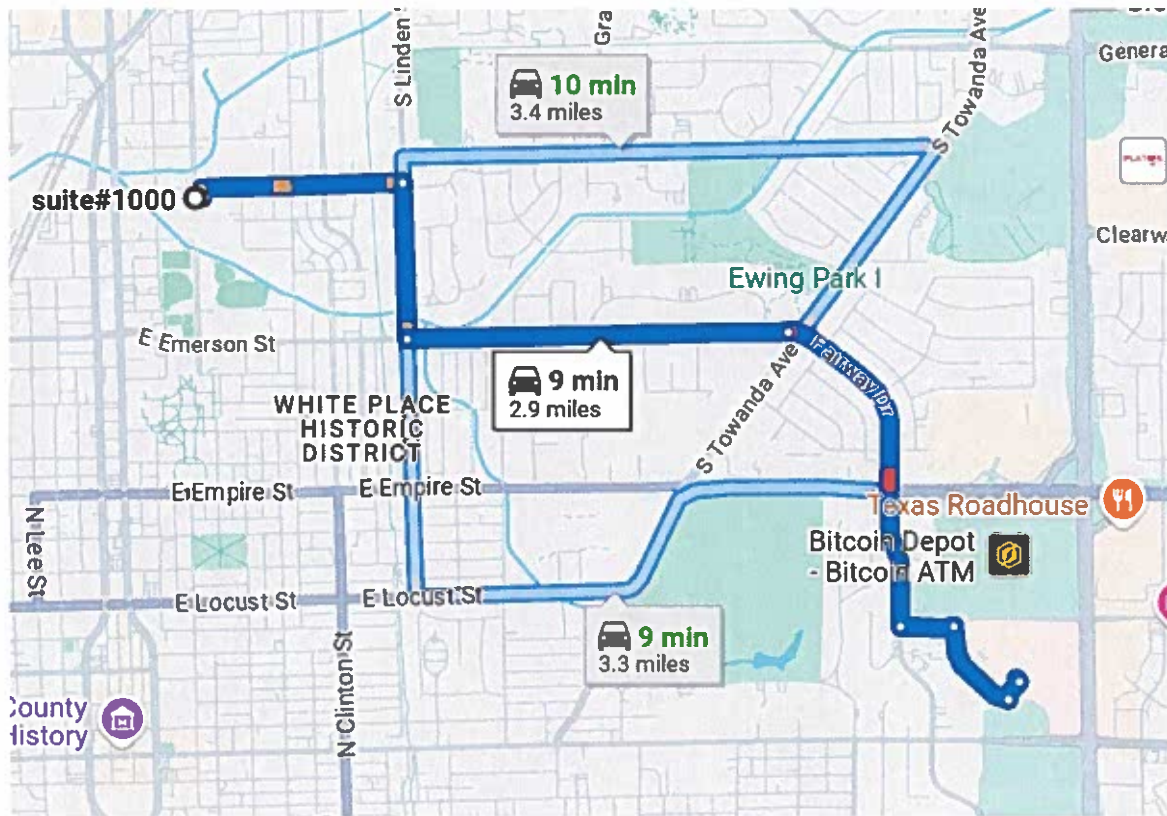 S Linden
Gra
S Towanda Ave
Genera
10 min
3.4 miles
suite#1000
Clearw
Ewing Park I
E Emerson St
Fairway Dr
9 min
2.9 miles
S Towanda Ave
WHITE PLACE
HISTORIC
DISTRICT
E Empire St
E Empire St
Texas Roadhouse
N Lee St
Bitcoin Depot
- Bitcoin ATM
E Locust St
E Locust St
9 min
3.3 miles
N Clinton St
County
History